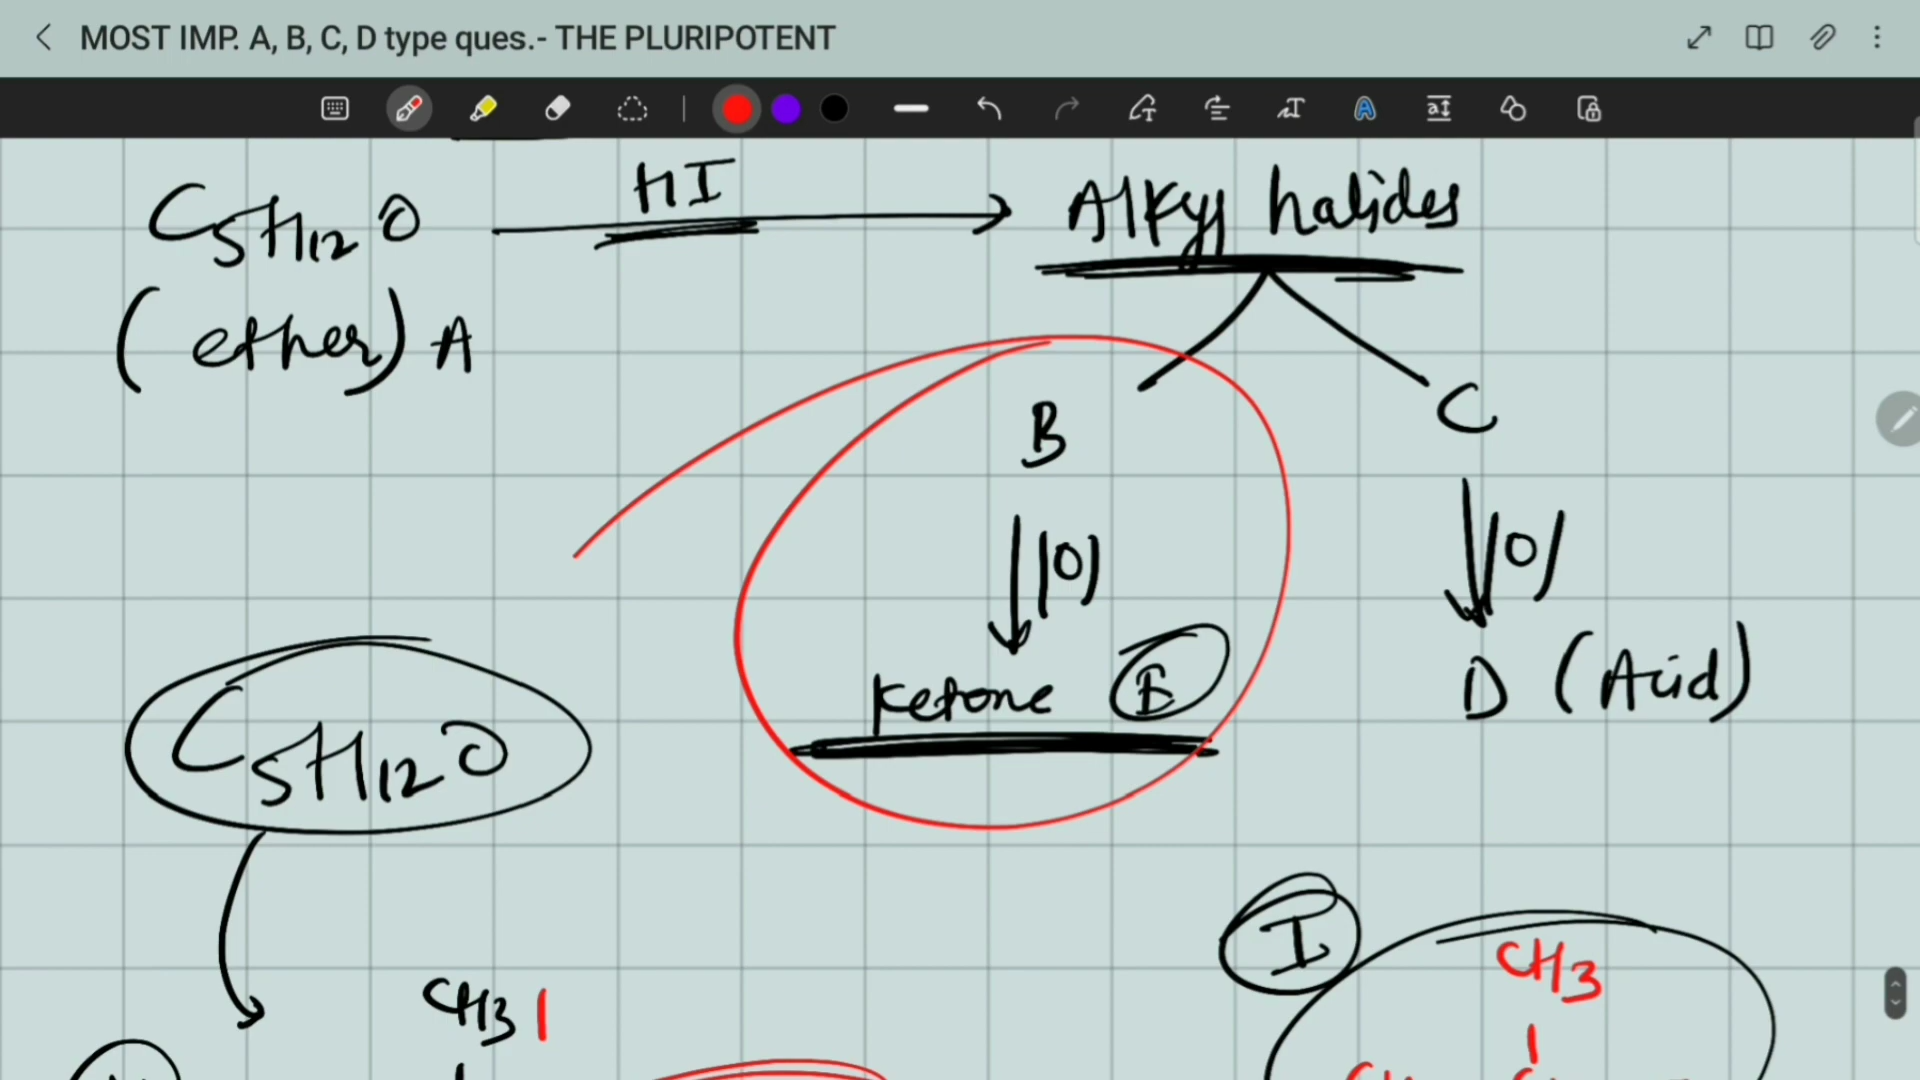 MOST IMP. A, B, C, D type ques.- THE PLURIPOTENT
C5H12O HI Alkyl halides
(ether) A
B C
|O| |O|
Ketone E D (Acid)
C5H12O
I
CH3
CH3